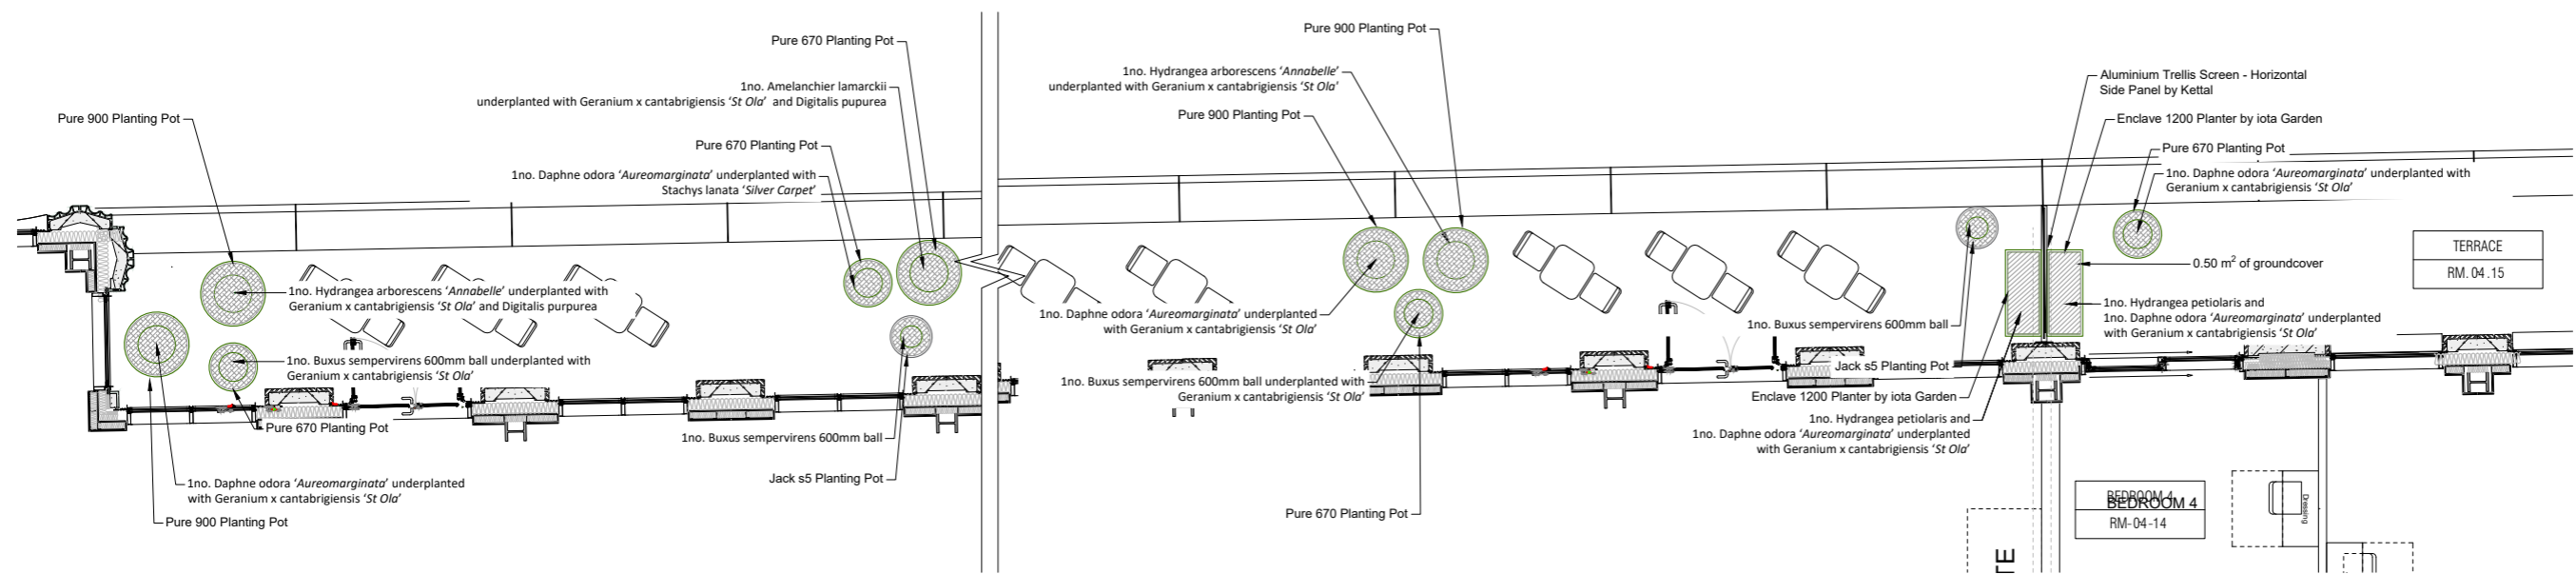 Pure 900 Planting Pot
Pure 670 Planting Pot
1no. Amelanchier lamarckii
underplanted with Geranium x cantabrigiensis ‘St Ola’ and Digitalis pupurea
Pure 670 Planting Pot
1no. Daphne odora ‘Aureomarginata’ underplanted with
Stachys lanata ‘Silver Carpet’
1no. Hydrangea arborescens ‘Annabelle’ underplanted with
Geranium x cantabrigiensis ‘St Ola’ and Digitalis purpurea
1no. Buxus sempervirens 600mm ball underplanted with
Geranium x cantabrigiensis ‘St Ola’
Pure 670 Planting Pot
1no. Daphne odora ‘Aureomarginata’ underplanted
with Geranium x cantabrigiensis ‘St Ola’
Pure 900 Planting Pot
1no. Buxus sempervirens 600mm ball
Jack s5 Planting Pot
Pure 900 Planting Pot
1no. Hydrangea arborescens ‘Annabelle’
underplanted with Geranium x cantabrigiensis ‘St Ola’
Pure 900 Planting Pot
1no. Daphne odora ‘Aureomarginata’ underplanted
with Geranium x cantabrigiensis ‘St Ola’
1no. Buxus sempervirens 600mm ball underplanted with
Geranium x cantabrigiensis ‘St Ola’
Pure 670 Planting Pot
Aluminium Trellis Screen - Horizontal
Side Panel by Kettal
Enclave 1200 Planter by iota Garden
Pure 670 Planting Pot
1no. Daphne odora ‘Aureomarginata’ underplanted with
Geranium x cantabrigiensis ‘St Ola’
0.50 m² of groundcover
1no. Hydrangea petiolaris and
1no. Daphne odora ‘Aureomarginata’ underplanted
with Geranium x cantabrigiensis ‘St Ola’
1no. Buxus sempervirens 600mm ball
Jack s5 Planting Pot
Enclave 1200 Planter by iota Garden
1no. Hydrangea petiolaris and
1no. Daphne odora ‘Aureomarginata’ underplanted
with Geranium x cantabrigiensis ‘St Ola’
TERRACE
RM.04.15
BEDROOM 4
BEDROOM 4
RM-04-14
Dressing
TE